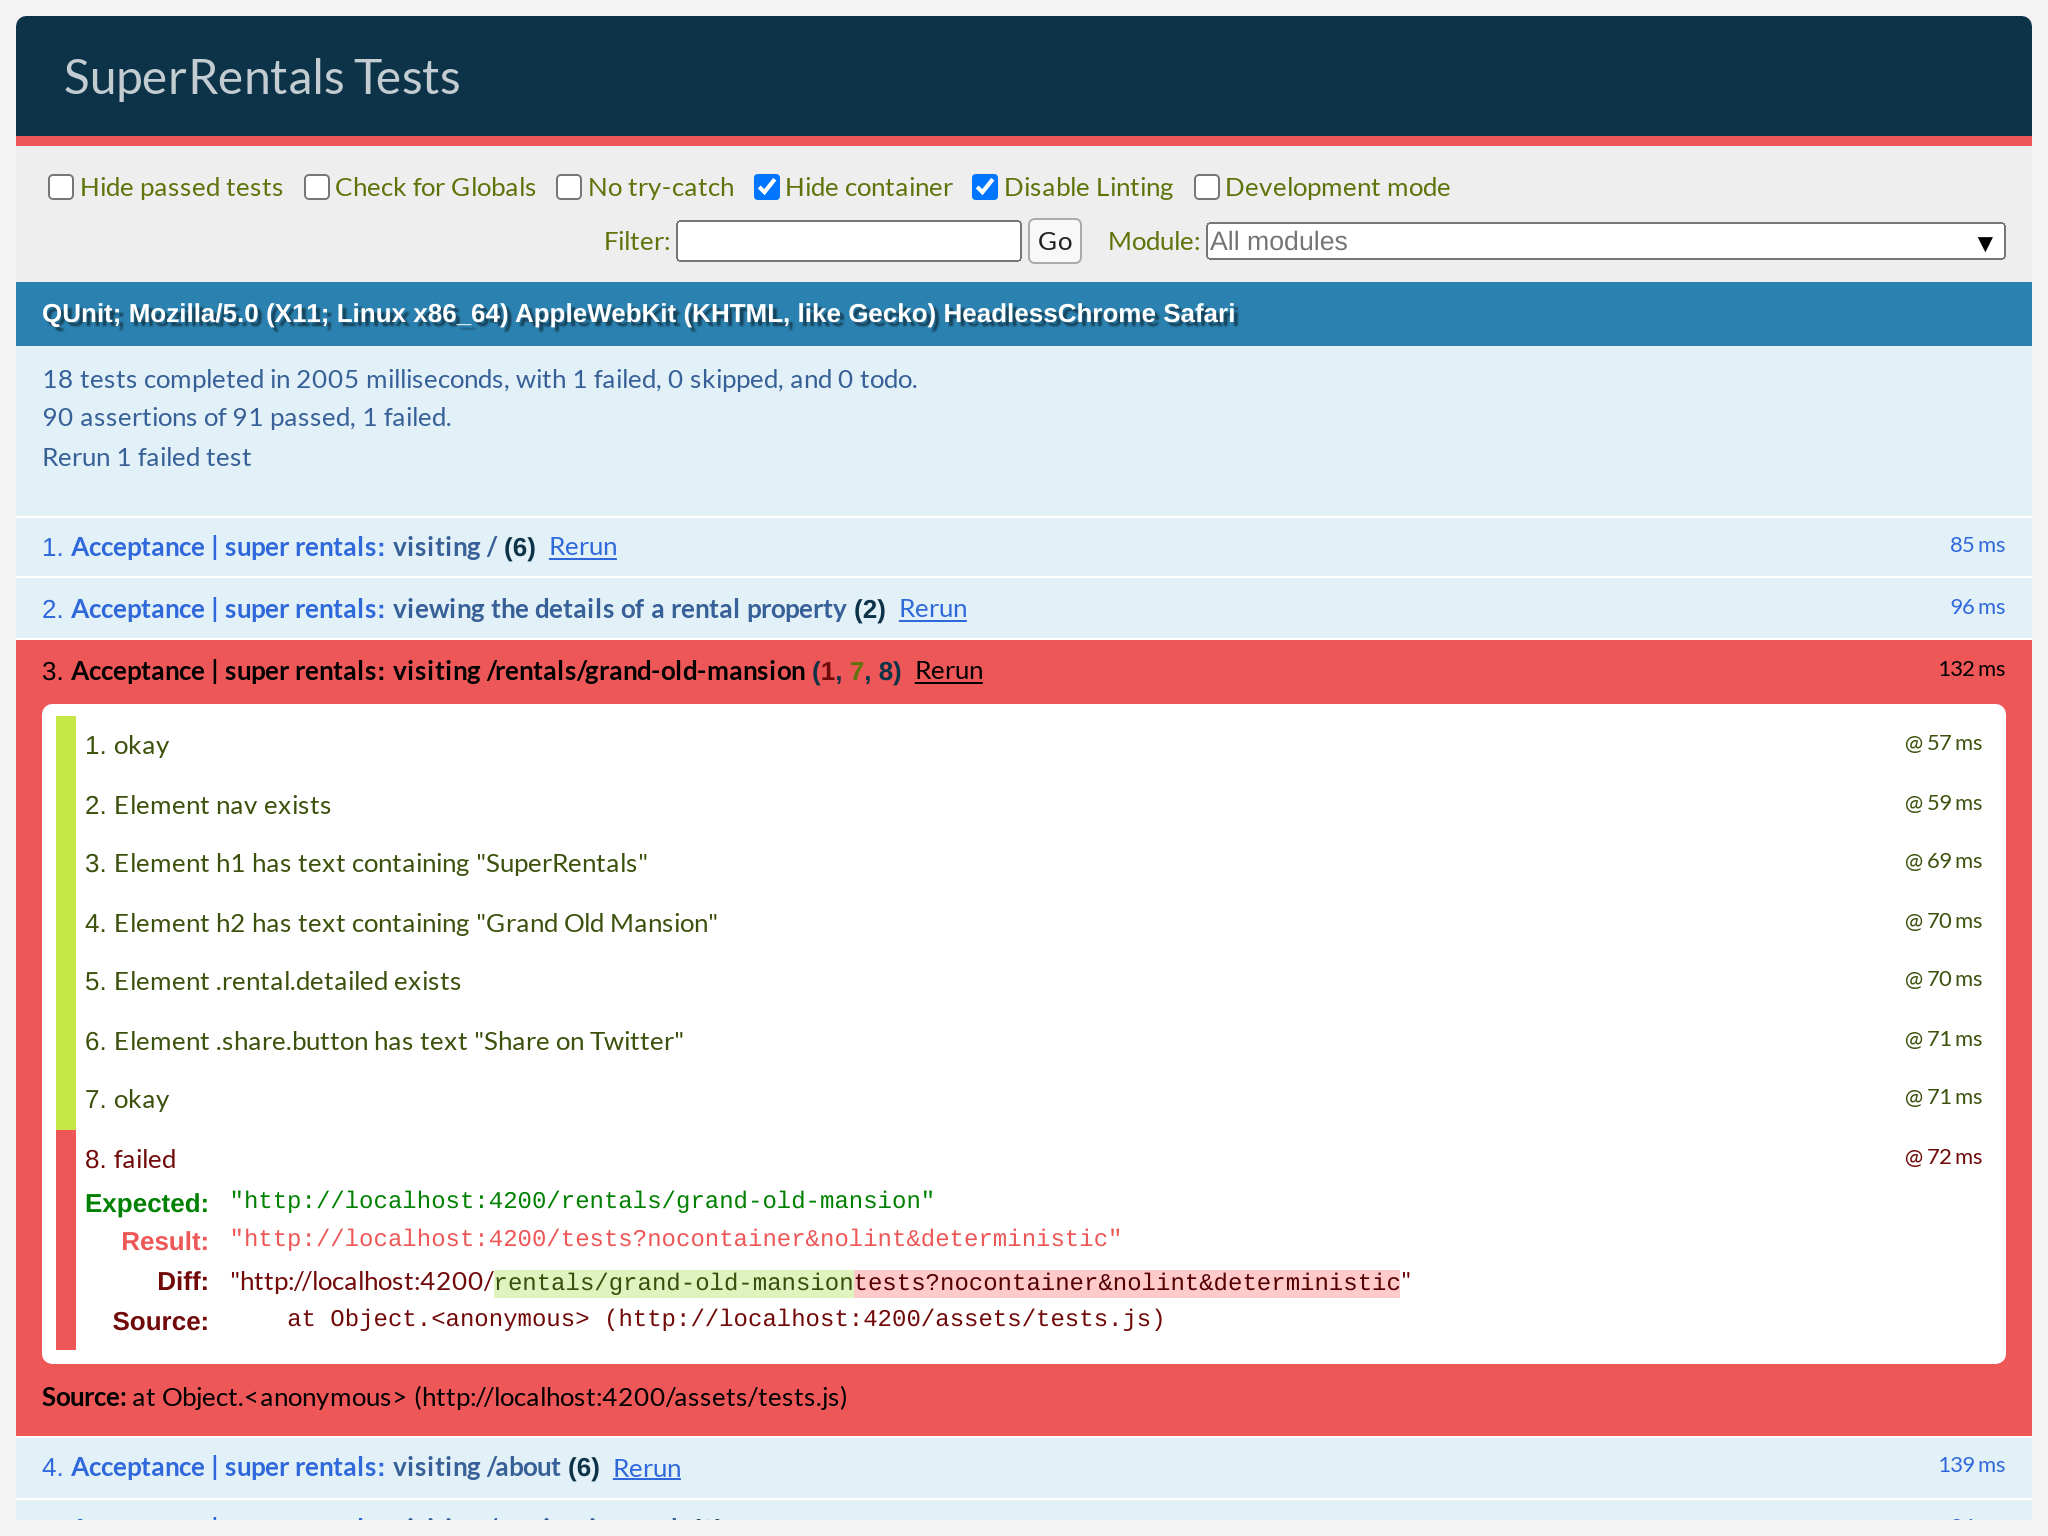 SuperRentals Tests
Hide passed tests Check for Globals No try-catch Hide container Disable Linting Development mode
Filter: Go Module: All modules ▼
QUnit; Mozilla/5.0 (X11; Linux x86_64) AppleWebKit (KHTML, like Gecko) HeadlessChrome Safari
18 tests completed in 2005 milliseconds, with 1 failed, 0 skipped, and 0 todo.
90 assertions of 91 passed, 1 failed.
Rerun 1 failed test
1. Acceptance | super rentals: visiting / (6) Rerun 85 ms
2. Acceptance | super rentals: viewing the details of a rental property (2) Rerun 96 ms
3. Acceptance | super rentals: visiting /rentals/grand-old-mansion (1, 7, 8) Rerun 132 ms
1. okay @ 57 ms
2. Element nav exists @ 59 ms
3. Element h1 has text containing "SuperRentals" @ 69 ms
4. Element h2 has text containing "Grand Old Mansion" @ 70 ms
5. Element .rental.detailed exists @ 70 ms
6. Element .share.button has text "Share on Twitter" @ 71 ms
7. okay @ 71 ms
8. failed @ 72 ms
Expected: "http://localhost:4200/rentals/grand-old-mansion"
Result: "http://localhost:4200/tests?nocontainer&nolint&deterministic"
Diff: "http://localhost:4200/rentals/grand-old-mansiontests?nocontainer&nolint&deterministic"
Source: at Object.<anonymous> (http://localhost:4200/assets/tests.js)
Source: at Object.<anonymous> (http://localhost:4200/assets/tests.js)
4. Acceptance | super rentals: visiting /about (6) Rerun 139 ms